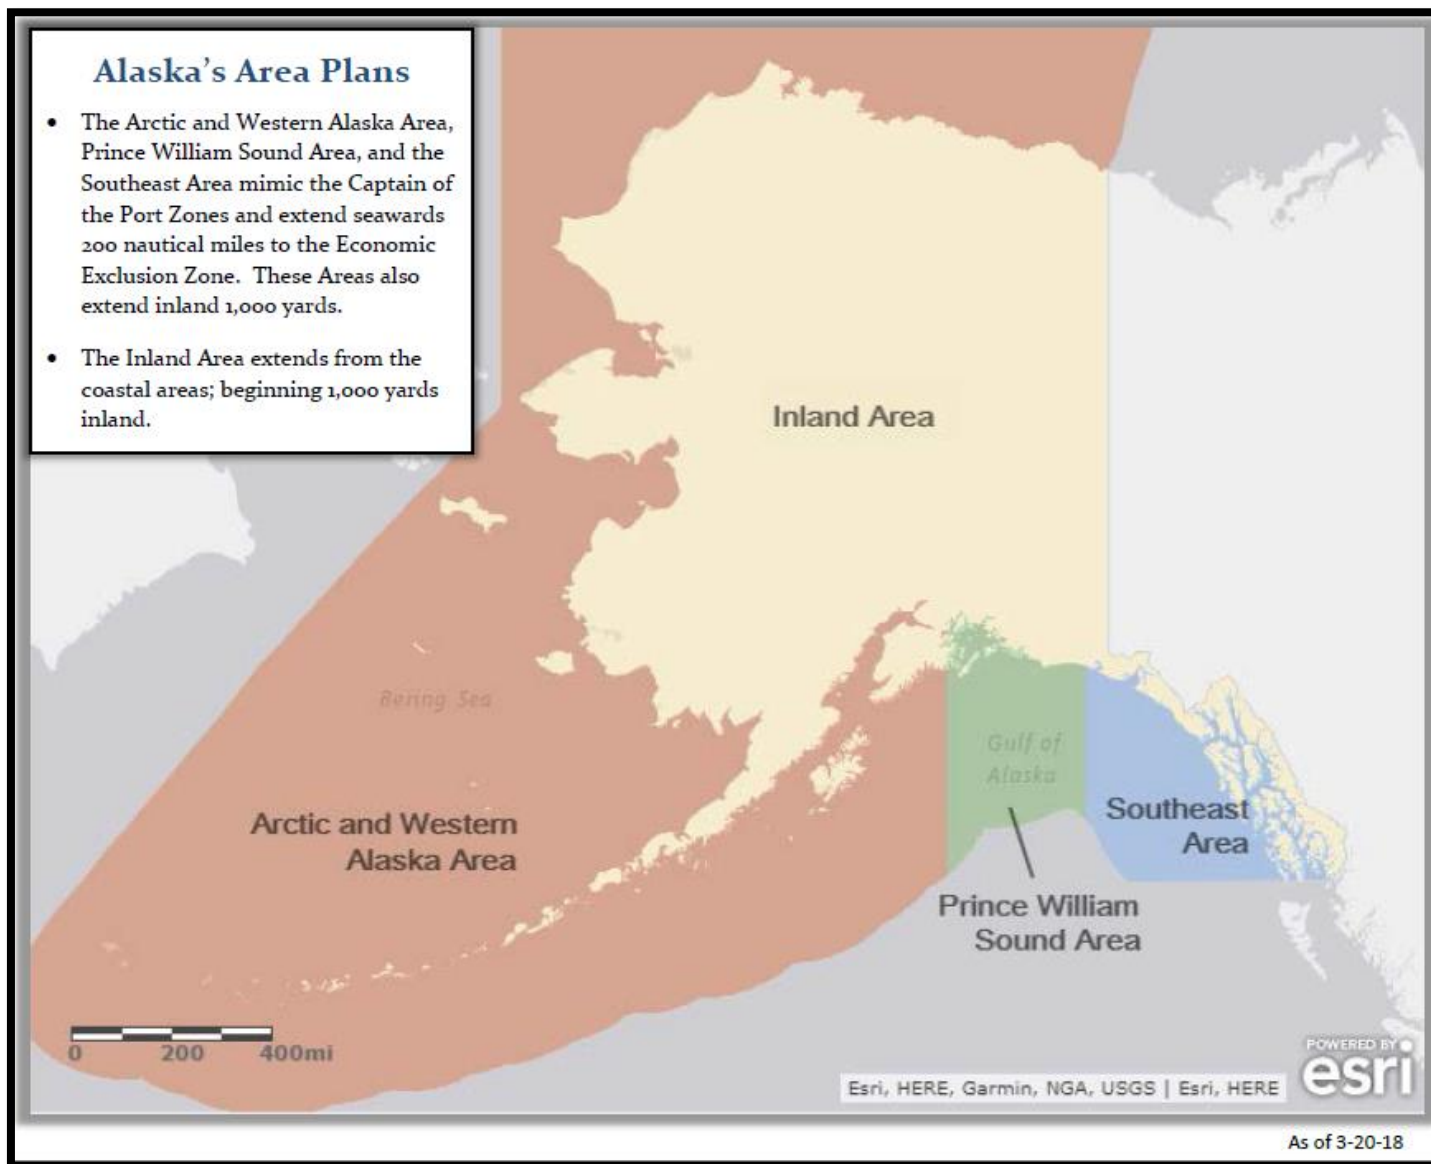 Alaska's Area Plans
• The Arctic and Western Alaska Area,
Prince William Sound Area, and the
Southeast Area mimic the Captain of
the Port Zones and extend seawards
200 nautical miles to the Economic
Exclusion Zone.  These Areas also
extend inland 1,000 yards.
• The Inland Area extends from the
coastal areas; beginning 1,000 yards
inland.
Inland Area
Bering Sea
Gulf of
Alaska
Arctic and Western
Alaska Area
Southeast
Area
Prince William
Sound Area
0 200 400mi
POWERED BY
esri
Esri, HERE, Garmin, NGA, USGS | Esri, HERE
As of 3-20-18